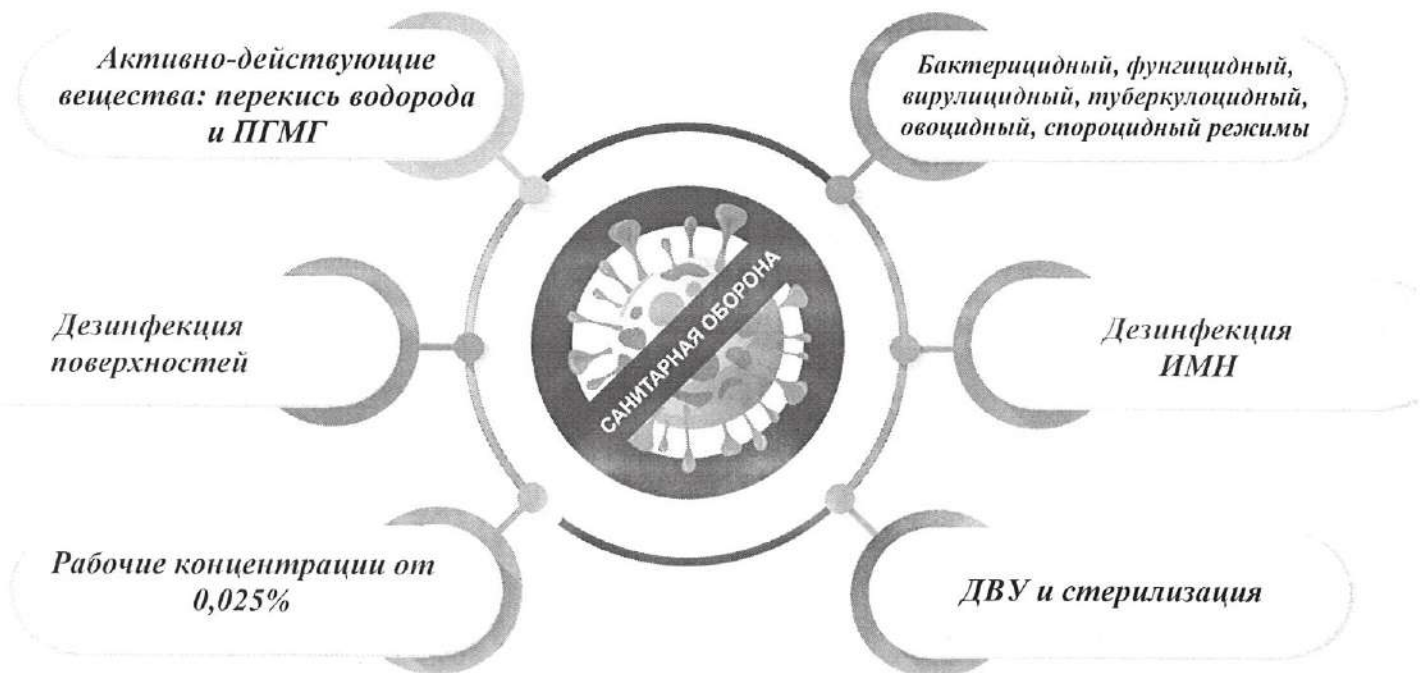 Активно-действующие
вещества: перекись водорода
и ПГМГ
Бактерицидный, фунгицидный,
вирулицидный, туберкулоцидный,
овоцидный, спороцидный режимы
САНИТАРНАЯ ОБОРОНА
Дезинфекция
поверхностей
Дезинфекция
ИМН
Рабочие концентрации от
0,025%
ДВУ и стерилизация